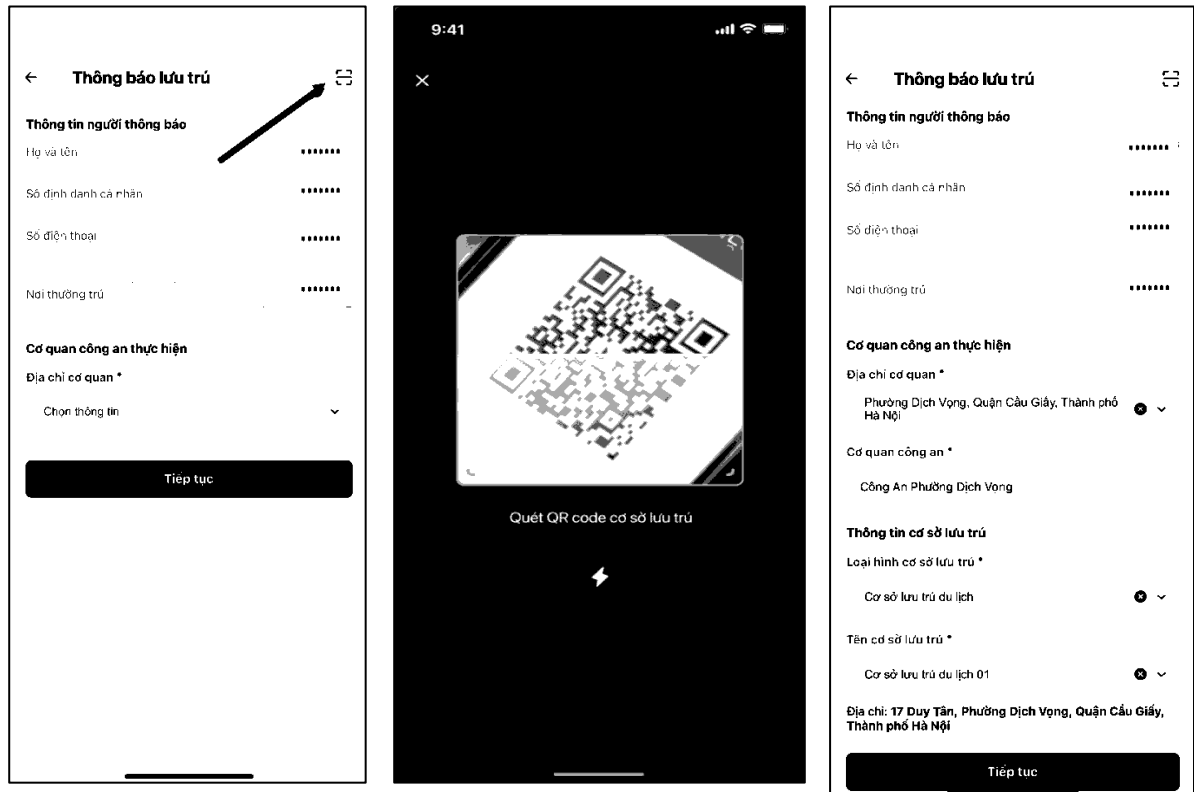 Thông báo lưu trú
Thông tin người thông báo
Họ và tên
Số định danh cá nhân
Số điện thoại
Nơi thường trú
Cơ quan công an thực hiện
Địa chỉ cơ quan *
Chọn thông tin
Tiếp tục
9:41
Quét QR code cơ sở lưu trú
Thông báo lưu trú
Thông tin người thông báo
Họ và tên
Số định danh cá nhân
Số điện thoại
Nơi thường trú
Cơ quan công an thực hiện
Địa chỉ cơ quan *
Phường Dịch Vọng, Quận Cầu Giấy, Thành phố
Hà Nội
Cơ quan công an *
Công An Phường Dịch Vọng
Thông tin cơ sở lưu trú
Loại hình cơ sở lưu trú *
Cơ sở lưu trú du lịch
Tên cơ sở lưu trú *
Cơ sở lưu trú du lịch 01
Địa chỉ: 17 Duy Tân, Phường Dịch Vọng, Quận Cầu Giấy,
Thành phố Hà Nội
Tiếp tục